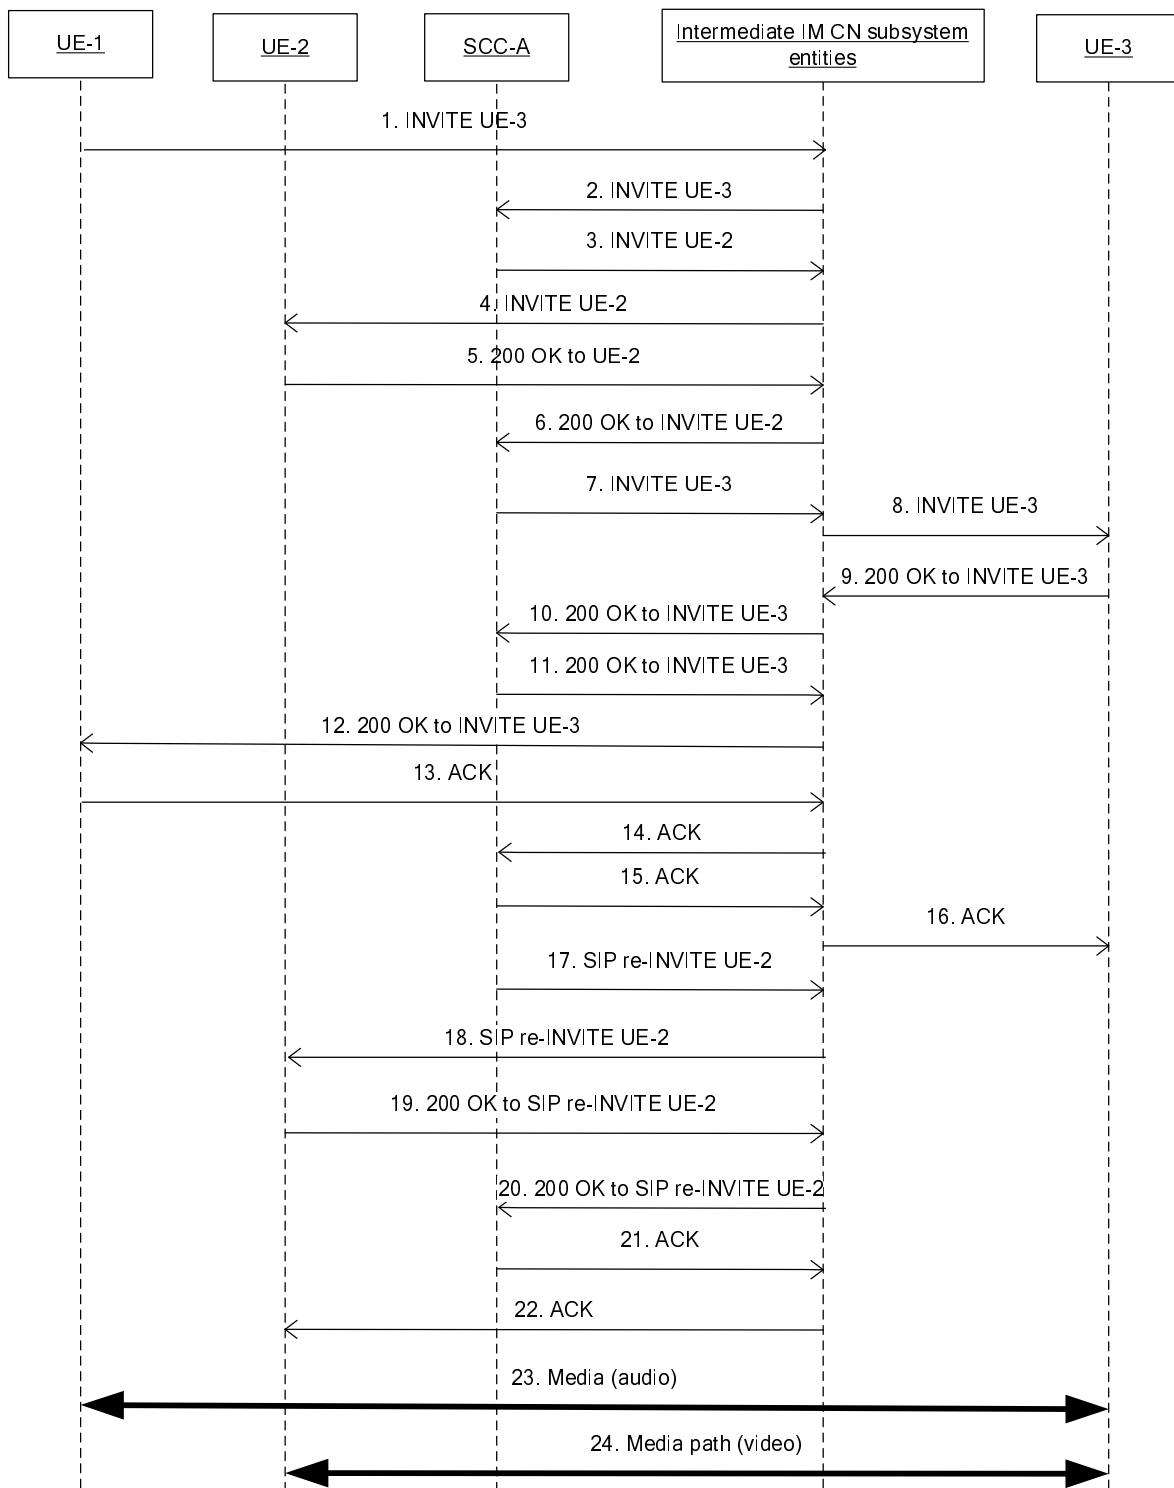 UE-1
UE-2
SCC-A
Intermediate IM CN subsystem
entities
UE-3
1. INVITE UE-3
2. INVITE UE-3
3. INVITE UE-2
4. INVITE UE-2
5. 200 OK to UE-2
6. 200 OK to INVITE UE-2
7. INVITE UE-3
8. INVITE UE-3
9. 200 OK to INVITE UE-3
10. 200 OK to INVITE UE-3
11. 200 OK to INVITE UE-3
12. 200 OK to INVITE UE-3
13. ACK
14. ACK
15. ACK
16. ACK
17. SIP re-INVITE UE-2
18. SIP re-INVITE UE-2
19. 200 OK to SIP re-INVITE UE-2
20. 200 OK to SIP re-INVITE UE-2
21. ACK
22. ACK
23. Media (audio)
24. Media path (video)